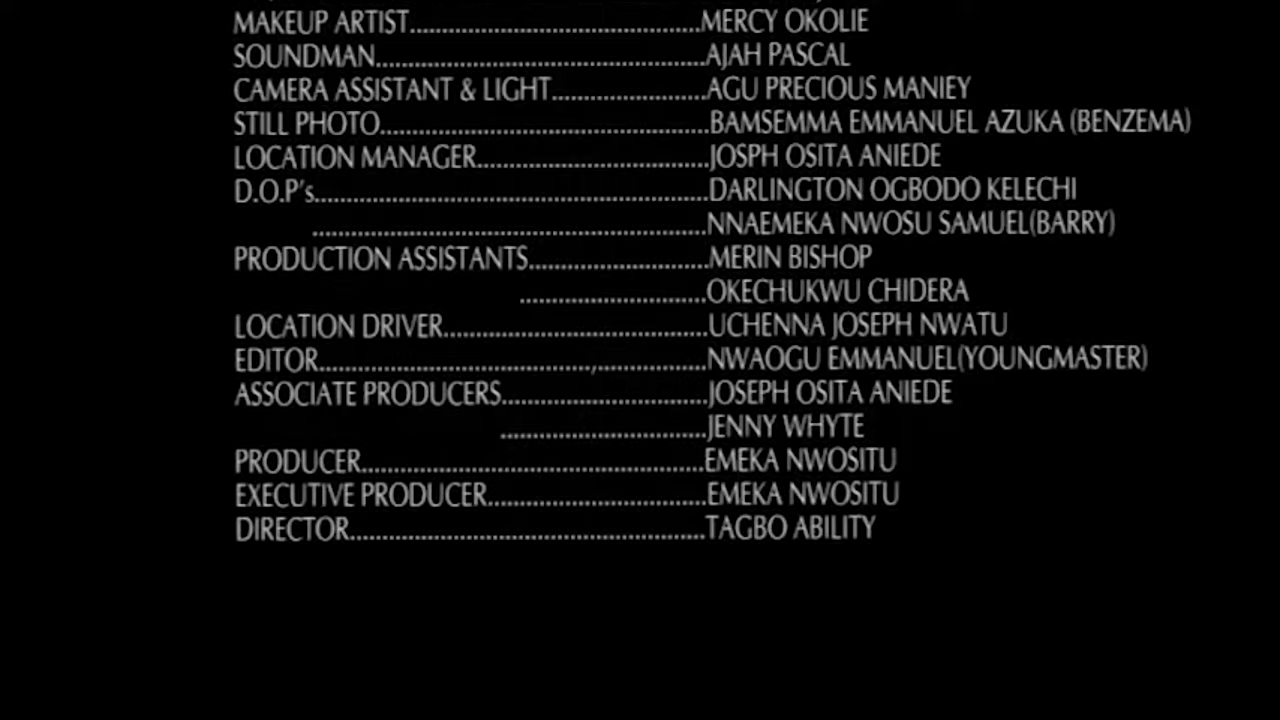 MAKEUP ARTIST..............................................MERCY OKOLIE
SOUNDMAN....................................................AJAH PASCAL
CAMERA ASSISTANT & LIGHT........................AGU PRECIOUS MANIEY
STILL PHOTO....................................................BAMSEMMA EMMANUEL AZUKA (BENZEMA)
LOCATION MANAGER....................................JOSPH OSITA ANIEDE
D.O.P's..............................................................DARLINGTON OGBODO KELECHI
..............................................................NNAEMEKA NWOSU SAMUEL(BARRY)
PRODUCTION ASSISTANTS............................MERIN BISHOP
.............................OKECHUKWU CHIDERA
LOCATION DRIVER.........................................UCHENNA JOSEPH NWATU
EDITOR...........................................,.................NWAOGU EMMANUEL(YOUNGMASTER)
ASSOCIATE PRODUCERS................................JOSEPH OSITA ANIEDE
................................JENNY WHYTE
PRODUCER......................................................EMEKA NWOSITU
EXECUTIVE PRODUCER..................................EMEKA NWOSITU
DIRECTOR........................................................TAGBO ABILITY